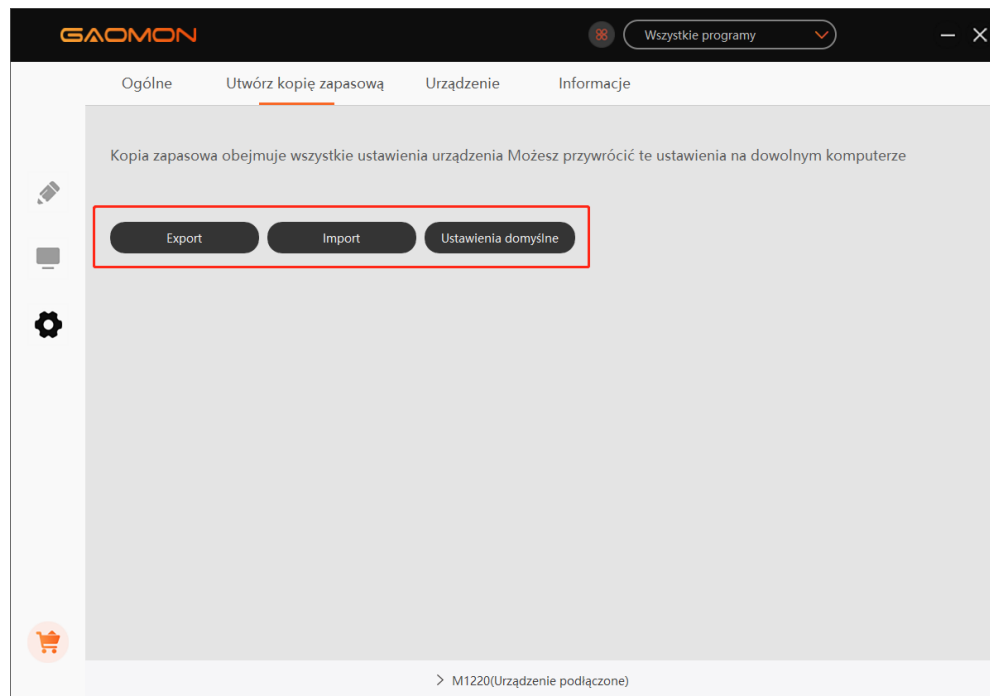 GAOMON
Wszystkie programy
Ogólne Utwórz kopię zapasową Urządzenie Informacje
Kopia zapasowa obejmuje wszystkie ustawienia urządzenia Możesz przywrócić te ustawienia na dowolnym komputerze
Export Import Ustawienia domyślne
M1220(Urządzenie podłączone)